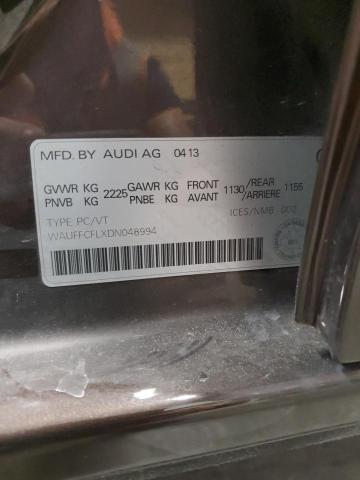 MFD. BY AUDI AG 04 13
GVWR KG 2225 GAWR KG FRONT 1130 /REAR 1155
PNVB KG PNBE KG AVANT /ARRIERE
TYPE PC/VT ICES/NMB
WAUFFCFLXDN048994